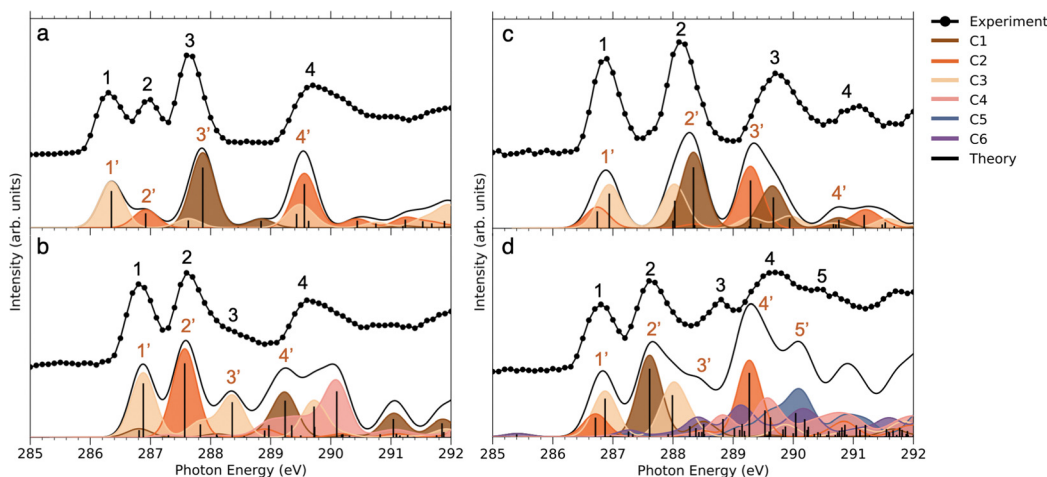 a
1
2
3
4
1’
2’
3’
4’
c
1
2
3
4
1’
2’
3’
4’
Experiment
C1
C2
C3
C4
C5
C6
Theory
b
1
2
3
4
1’
2’
3’
4’
d
1
2
3
4
5
1’
2’
3’
4’
5’
Intensity (arb. units)
Intensity (arb. units)
Intensity (arb. units)
Intensity (arb. units)
285 286 287 288 289 290 291 292
285 286 287 288 289 290 291 292
Photon Energy (eV)
Photon Energy (eV)